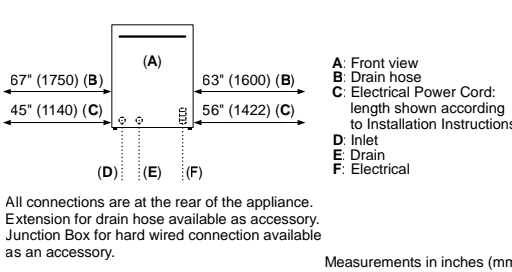 (A)
67" (1750) (B)
63" (1600) (B)
45" (1140) (C)
56" (1422) (C)
(D)
(E)
(F)
A: Front view
B: Drain hose
C: Electrical Power Cord:
length shown according
to Installation Instructions
D: Inlet
E: Drain
F: Electrical
All connections are at the rear of the appliance.
Extension for drain hose available as accessory.
Junction Box for hard wired connection available
as an accessory.
Measurements in inches (mm